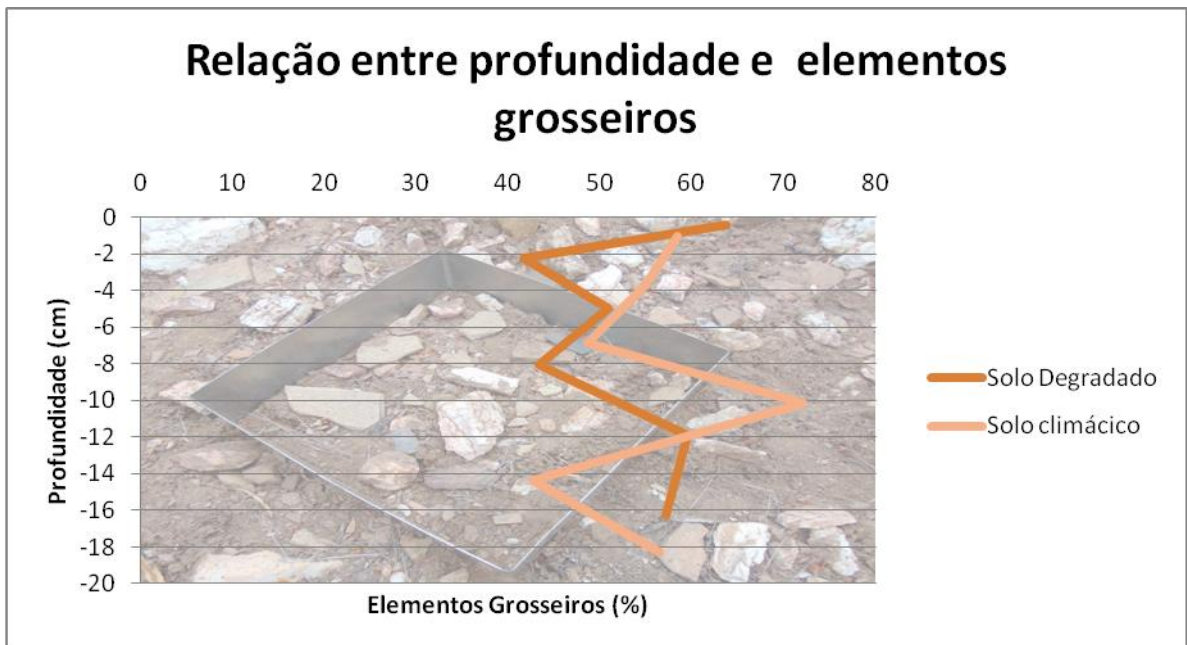 Relação entre profundidade e elementos
grosseiros
0 10 20 30 40 50 60 70 80
0
-2
-4
-6
-8
-10
-12
-14
-16
-18
-20
Profundidade (cm)
Elementos Grosseiros (%)
Solo Degradado
Solo climácico